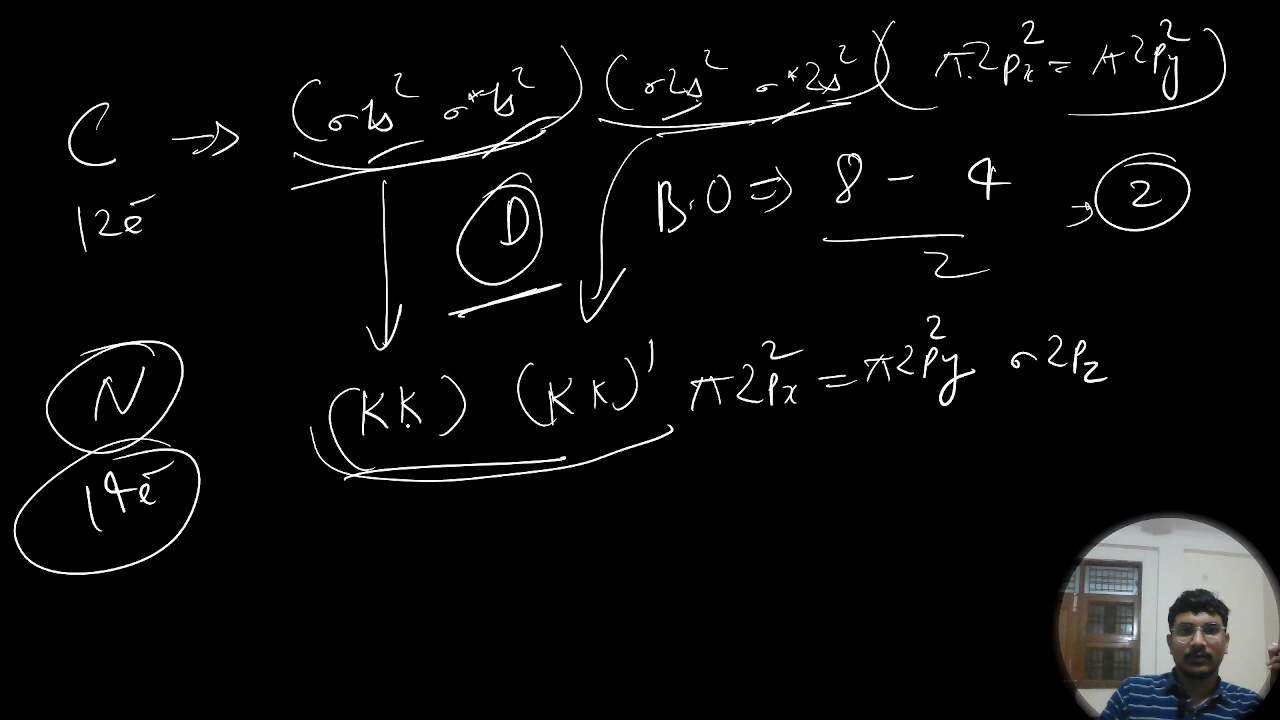 C → (σ1s² σ*1s²) (σ2s² σ*2s²) (π2px² = π2py²)
12e⁻
D
B.O ⇒ 8 - 4 / 2 → 2
N
14e⁻
(KK) (KK)' π2px² = π2py² σ2pz